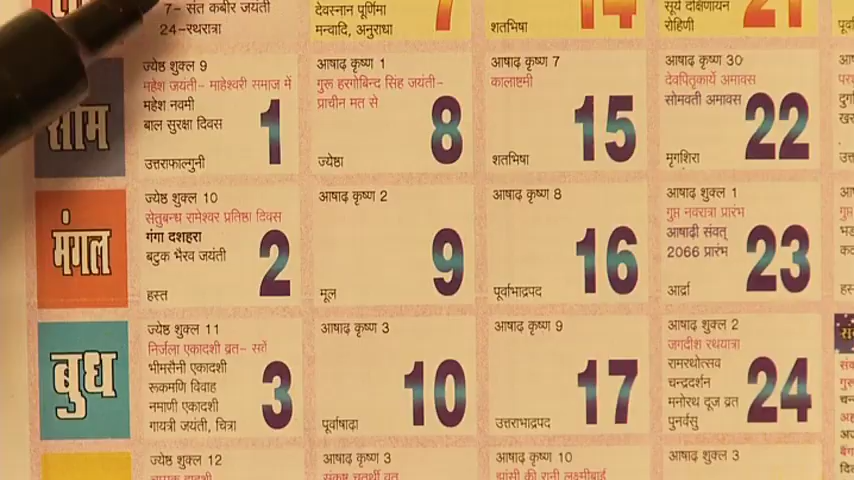 7- संत कबीर जयंती
24-रथरात्रा
देवस्नान पूर्णिमा
मन्वादि, अनुराधा
7
शतभिषा
14
सूर्य दक्षिणायन
रोहिणी
21
सोम
ज्येष्ठ शुक्ल 9
महेश जयंती- माहेश्वरी समाज में
महेश नवमी
बाल सुरक्षा दिवस
उत्तराफाल्गुनी
1
आषाढ़ कृष्ण 1
गुरू हरगोबिन्द सिंह जयंती-
प्राचीन मत से
ज्येष्ठा
8
आषाढ़ कृष्ण 7
कालाष्टमी
शतभिषा
15
आषाढ़ कृष्ण 30
देवपितृकार्ये अमावस
सोमवती अमावस
मृगशिरा
22
मंगल
ज्येष्ठ शुक्ल 10
सेतुबन्ध रामेश्वर प्रतिष्ठा दिवस
गंगा दशहरा
बटुक भैरव जयंती
हस्त
2
आषाढ़ कृष्ण 2
मूल
9
आषाढ़ कृष्ण 8
पूर्वाभाद्रपद
16
आषाढ़ शुक्ल 1
गुप्त नवरात्रा प्रारंभ
आषाढ़ी संवत्
2066 प्रारंभ
आर्द्रा
23
बुध
ज्येष्ठ शुक्ल 11
निर्जला एकादशी व्रत-
भीमसैनी एकादशी
रूकमणि विवाह
नमाणी एकादशी
गायत्री जयंती, चित्रा
3
आषाढ़ कृष्ण 3
पूर्वाषाढ़ा
10
आषाढ़ कृष्ण 9
उत्तराभाद्रपद
17
आषाढ़ शुक्ल 2
जगदीश रथयात्रा
रामरथोत्सव
चन्द्रदर्शन
मनोरथ दूज व्रत
पुनर्वसु
24
ज्येष्ठ शुक्ल 12
आषाढ़ कृष्ण 3
संकष्ट चतुर्थी व्रत
आषाढ़ कृष्ण 10
झांसी की रानी लक्ष्मीबाई
आषाढ़ शुक्ल 3